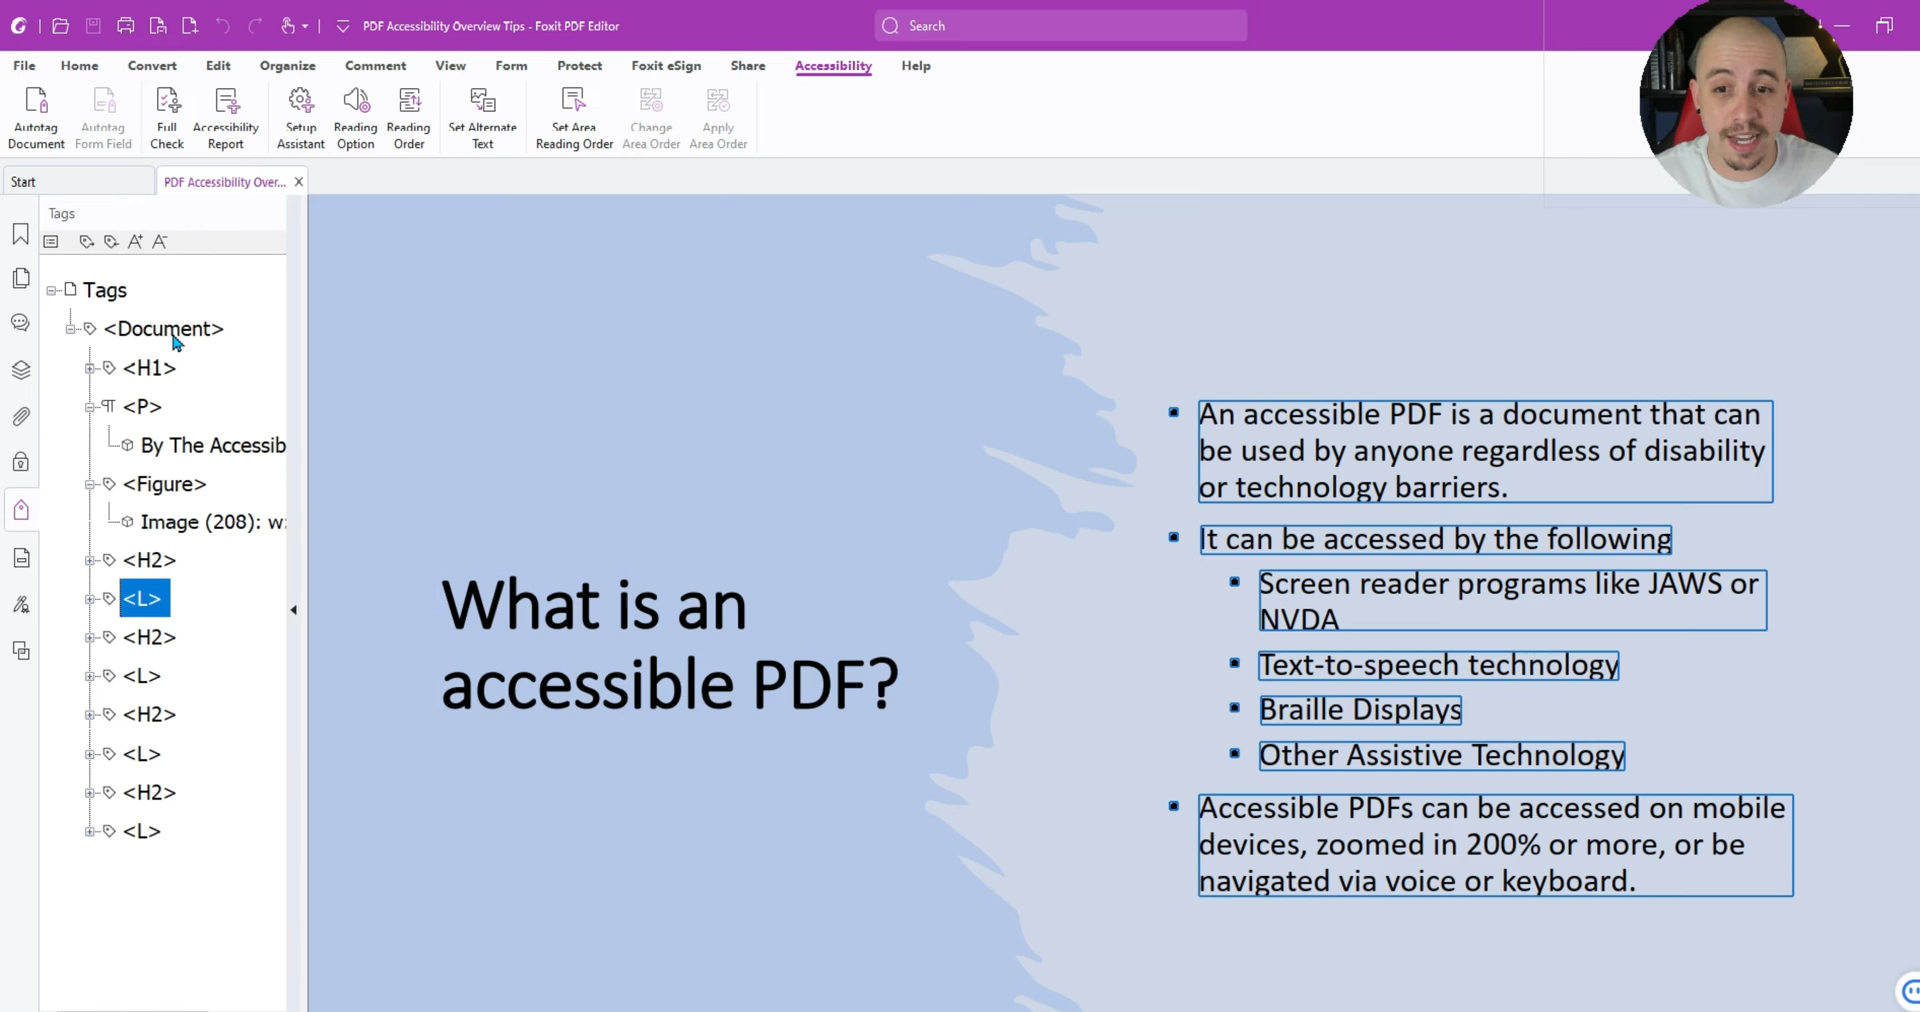 PDF Accessibility Overview Tips - Foxit PDF Editor
Search
File Home Convert Edit Organize Comment View Form Protect Foxit eSign Share Accessibility Help
Autotag Document
Autotag Form Field
Full Check
Accessibility Report
Setup Assistant
Reading Option
Reading Order
Set Alternate Text
Set Area Reading Order
Change Area Order
Apply Area Order
Start
PDF Accessibility Over...
Tags
Tags
<Document>
<H1>
<P>
By The Accessib
<Figure>
Image (208): w:
<H2>
<L>
<H2>
<L>
<H2>
<L>
<H2>
<L>
What is an
accessible PDF?
An accessible PDF is a document that can
be used by anyone regardless of disability
or technology barriers.
It can be accessed by the following
Screen reader programs like JAWS or
NVDA
Text-to-speech technology
Braille Displays
Other Assistive Technology
Accessible PDFs can be accessed on mobile
devices, zoomed in 200% or more, or be
navigated via voice or keyboard.